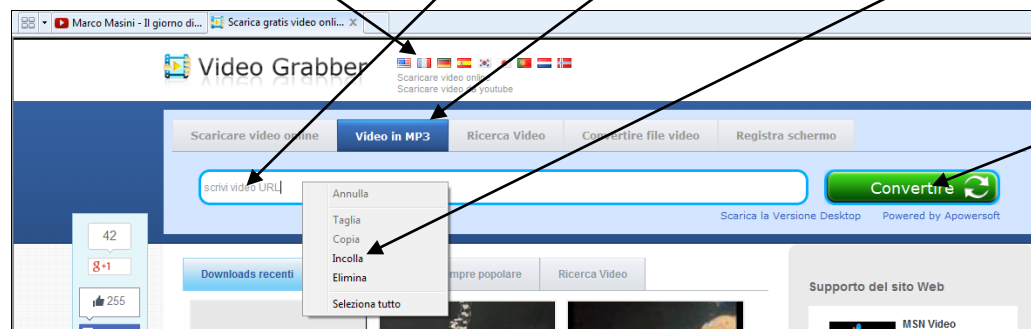 Marco Masini - Il giorno di... Scarica gratis video onli... X
Video Grabber
Scaricare video online
Scaricare video da youtube
Scaricare video online Video in MP3 Ricerca Video Convertire file video Registra schermo
scrivi video URL
Convertire
Annulla
Taglia
Copia
Incolla
Elimina
Seleziona tutto
Scarica la Versione Desktop Powered by Apowersoft
42
g+1
255
Downloads recenti popolare Ricerca Video
Supporto del sito Web
MSN Video